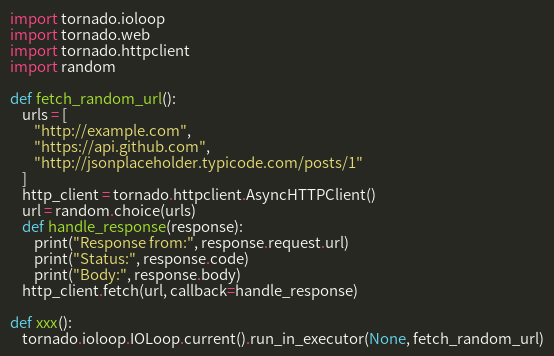 import tornado.ioloop
import tornado.web
import tornado.httpclient
import random

def fetch_random_url():
    urls = [
        "http://example.com",
        "https://api.github.com",
        "http://jsonplaceholder.typicode.com/posts/1"
    ]
    http_client = tornado.httpclient.AsyncHTTPClient()
    url = random.choice(urls)
    def handle_response(response):
        print("Response from:", response.request.url)
        print("Status:", response.code)
        print("Body:", response.body)
    http_client.fetch(url, callback=handle_response)

def xxx():
    tornado.ioloop.IOLoop.current().run_in_executor(None, fetch_random_url)